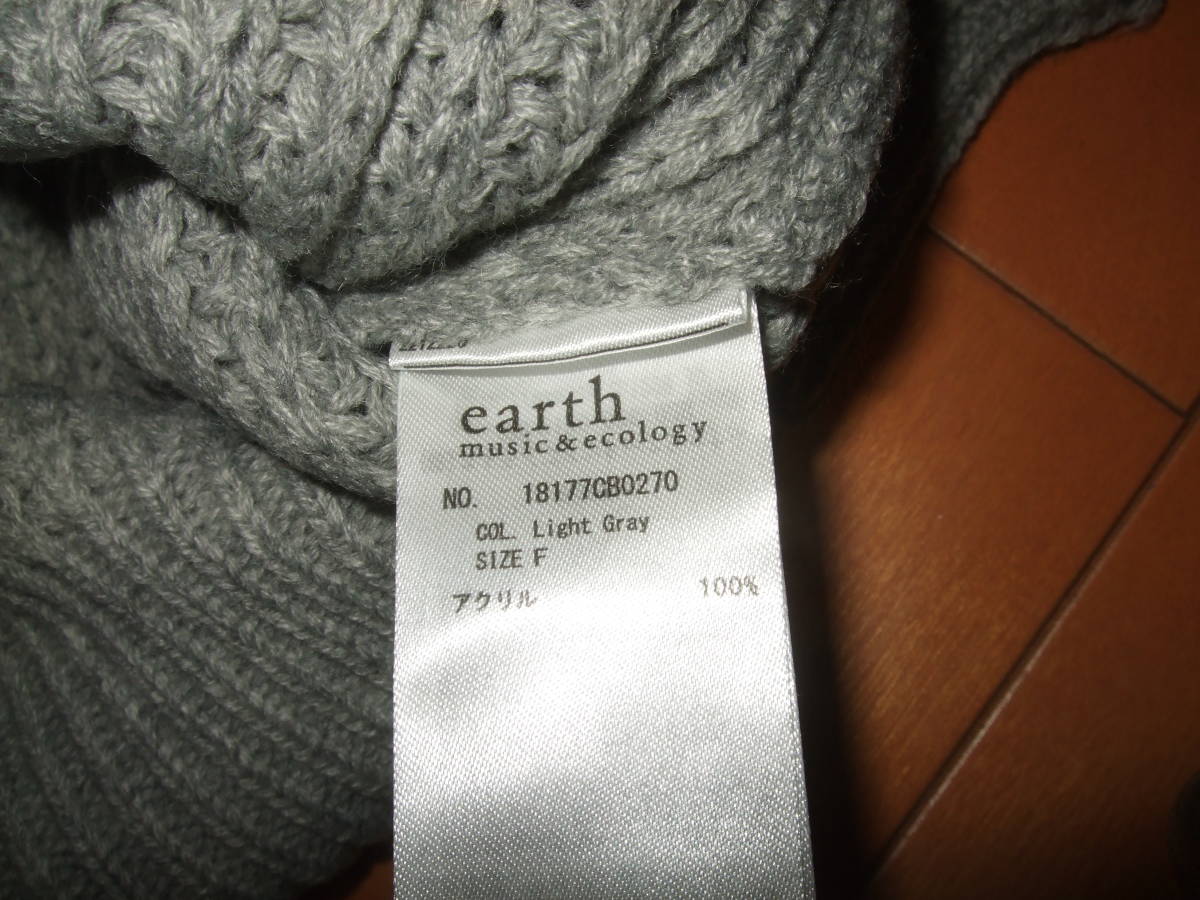 earth
music&ecology
NO. 18177CB0270
COL. Light Gray
SIZE F
アクリル 100%